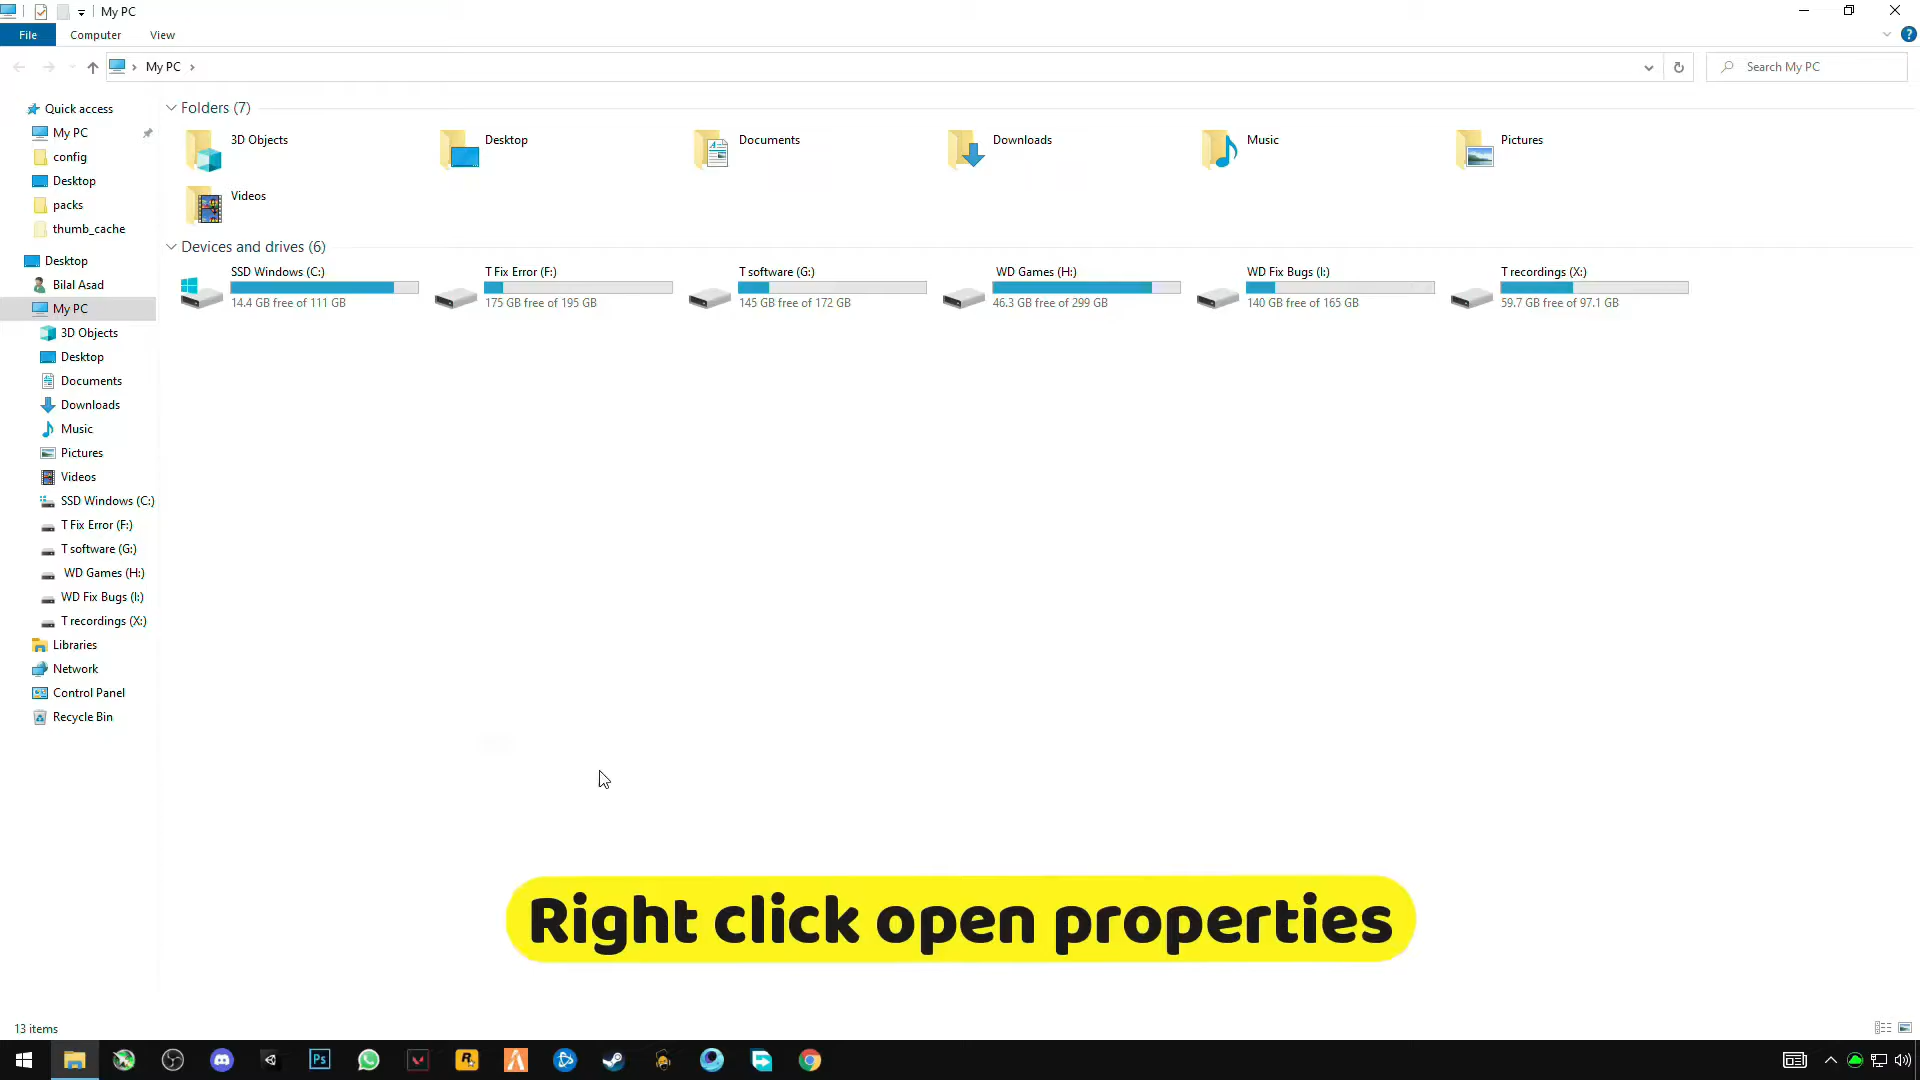 My PC
File Computer View
My PC
Search My PC
Quick access
My PC
config
Desktop
packs
thumb_cache
Desktop
Bilal Asad
My PC
3D Objects
Desktop
Documents
Downloads
Music
Pictures
Videos
SSD Windows (C:)
T Fix Error (F:)
T software (G:)
WD Games (H:)
WD Fix Bugs (I:)
T recordings (X:)
Libraries
Network
Control Panel
Recycle Bin
Folders (7)
3D Objects
Desktop
Documents
Downloads
Music
Pictures
Videos
Devices and drives (6)
SSD Windows (C:)
14.4 GB free of 111 GB
T Fix Error (F:)
175 GB free of 195 GB
T software (G:)
145 GB free of 172 GB
WD Games (H:)
46.3 GB free of 299 GB
WD Fix Bugs (I:)
140 GB free of 165 GB
T recordings (X:)
59.7 GB free of 97.1 GB
Right click open properties
13 items
Ps
R